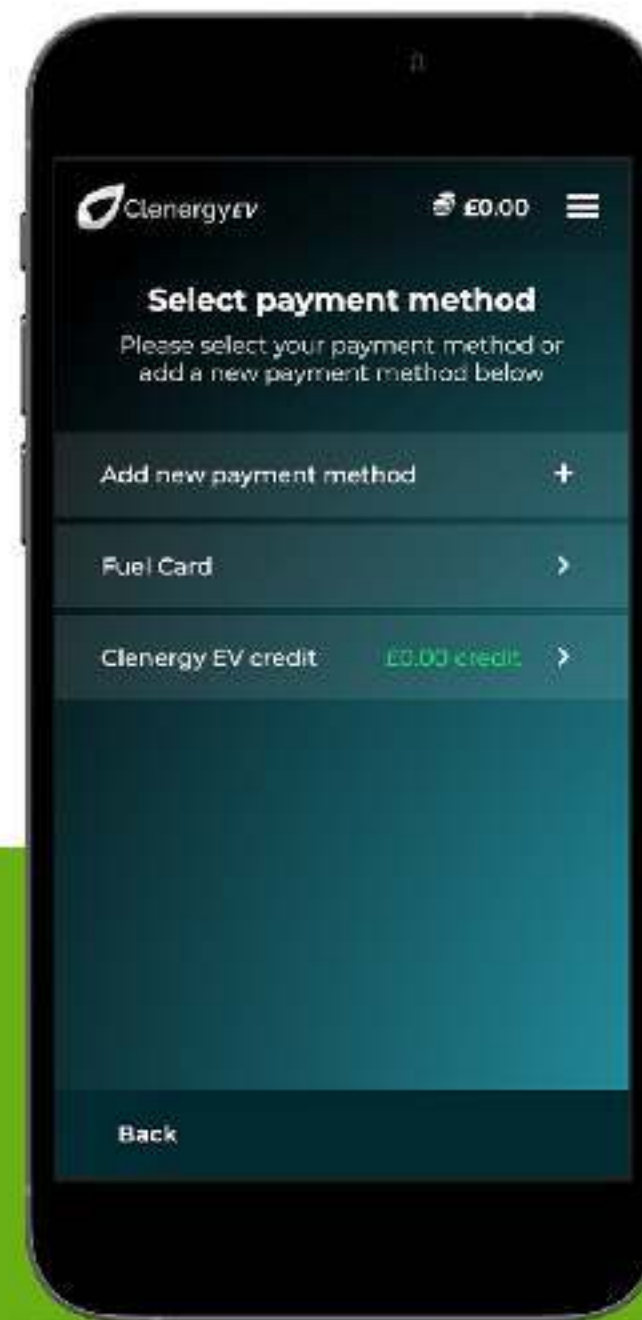 ClenergyEV £0.00
Select payment method
Please select your payment method or
add a new payment method below
Add new payment method +
Fuel Card >
Clenergy EV credit £0.00 credit >
Back